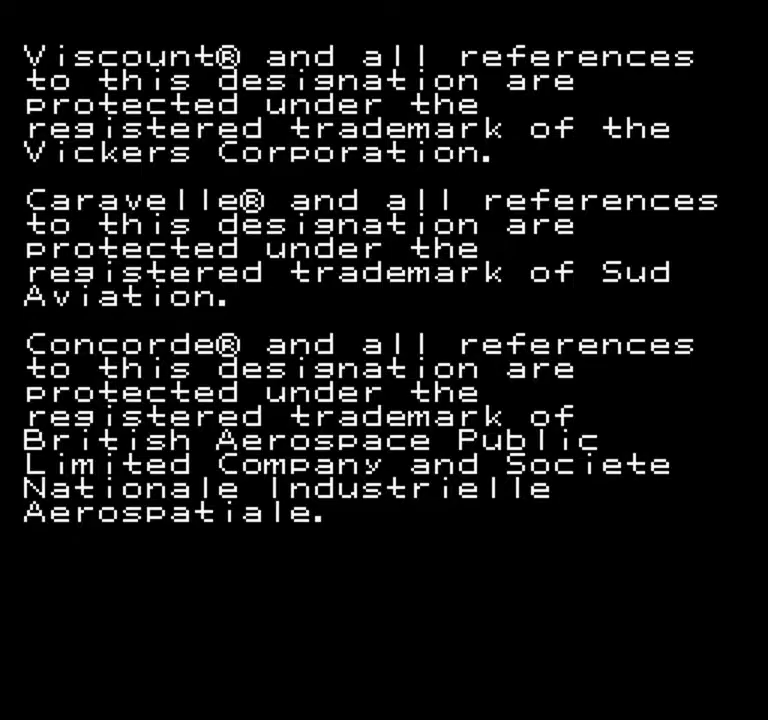 Viscount® and all references
to this designation are
protected under the
registered trademark of the
Vickers Corporation.
Caravelle® and all references
to this designation are
protected under the
registered trademark of Sud
Aviation.
Concorde® and all references
to this designation are
protected under the
registered trademark of
British Aerospace Public
Limited Company and Societe
Nationale Industrielle
Aerospatiale.